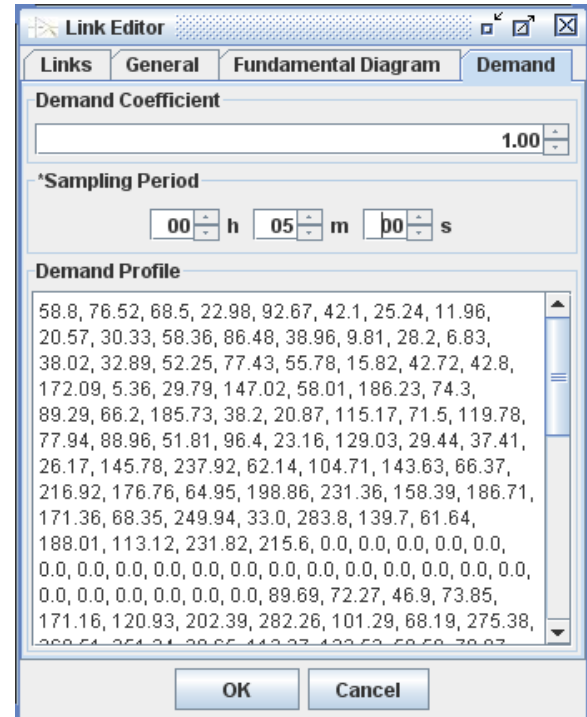 Link Editor
Links General Fundamental Diagram Demand
Demand Coefficient
1.00
*Sampling Period
00 h 05 m 00 s
Demand Profile
58.8, 76.52, 68.5, 22.98, 92.67, 42.1, 25.24, 11.96,
20.57, 30.33, 58.36, 86.48, 38.96, 9.81, 28.2, 6.83,
38.02, 32.89, 52.25, 77.43, 55.78, 15.82, 42.72, 42.8,
172.09, 5.36, 29.79, 147.02, 58.01, 186.23, 74.3,
89.29, 66.2, 185.73, 38.2, 20.87, 115.17, 71.5, 119.78,
77.94, 88.96, 51.81, 96.4, 23.16, 129.03, 29.44, 37.41,
26.17, 145.78, 237.92, 62.14, 104.71, 143.63, 66.37,
216.92, 176.76, 64.95, 198.86, 231.36, 158.39, 186.71,
171.36, 68.35, 249.94, 33.0, 283.8, 139.7, 61.64,
188.01, 113.12, 231.82, 215.6, 0.0, 0.0, 0.0, 0.0, 0.0,
0.0, 0.0, 0.0, 0.0, 0.0, 0.0, 0.0, 0.0, 0.0, 0.0, 0.0, 0.0,
0.0, 0.0, 0.0, 0.0, 0.0, 0.0, 89.69, 72.27, 46.9, 73.85,
171.16, 120.93, 202.39, 282.26, 101.29, 68.19, 275.38,
OK Cancel